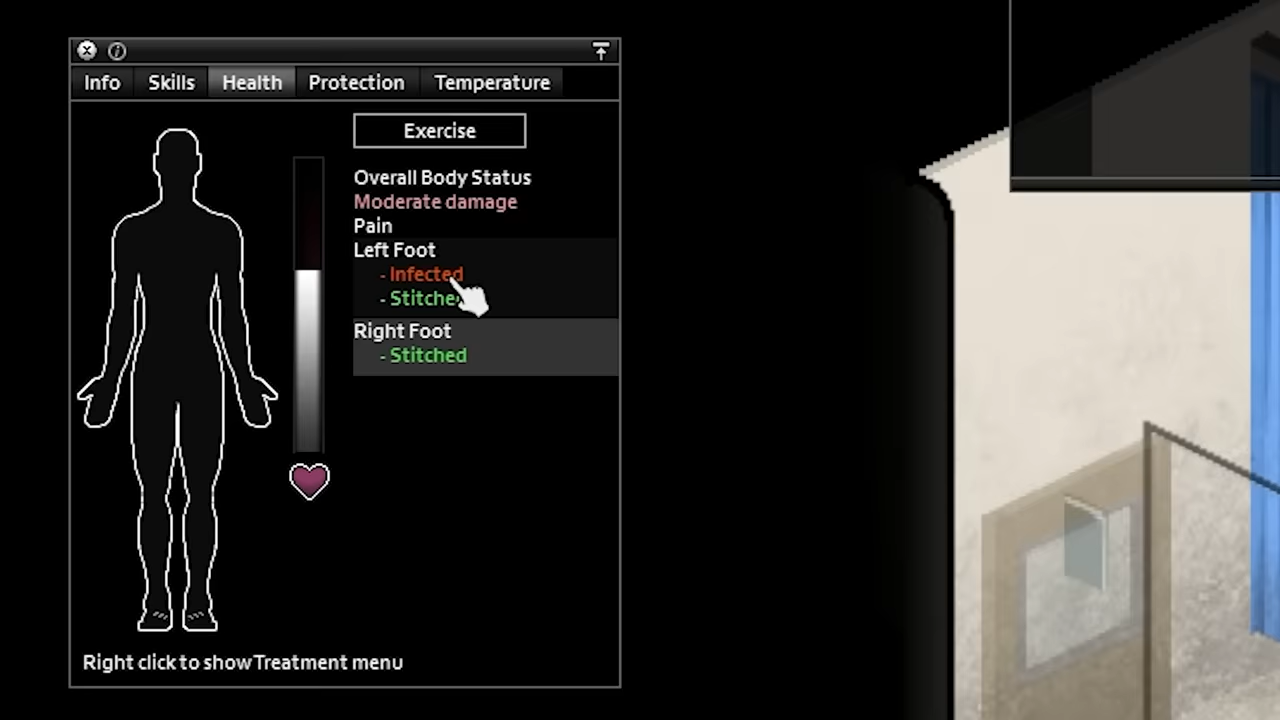 Info Skills Health Protection Temperature
Exercise
Overall Body Status
Moderate damage
Pain
Left Foot
- Infected
- Stitche
Right Foot
- Stitched
Right click to show Treatment menu